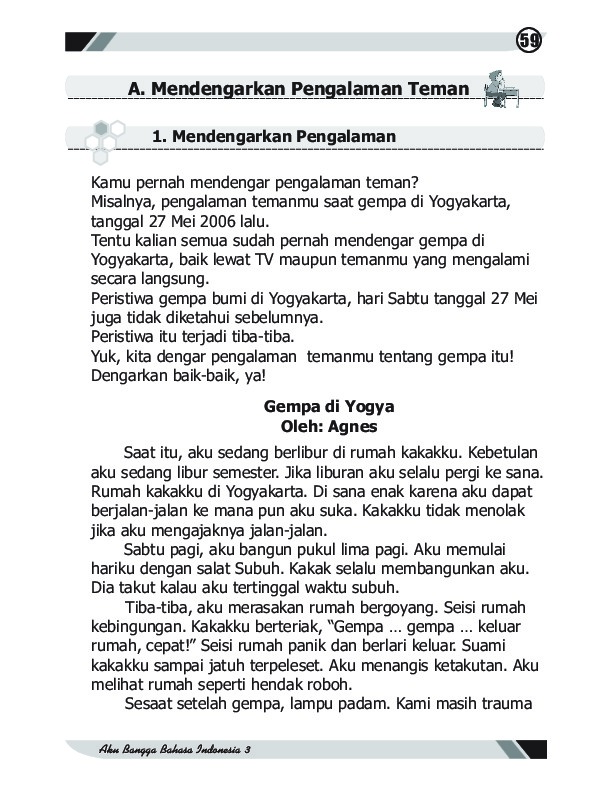 59
A. Mendengarkan Pengalaman Teman
1. Mendengarkan Pengalaman
Kamu pernah mendengar pengalaman teman?
Misalnya, pengalaman temanmu saat gempa di Yogyakarta,
tanggal 27 Mei 2006 lalu.
Tentu kalian semua sudah pernah mendengar gempa di
Yogyakarta, baik lewat TV maupun temanmu yang mengalami
secara langsung.
Peristiwa gempa bumi di Yogyakarta, hari Sabtu tanggal 27 Mei
juga tidak diketahui sebelumnya.
Peristiwa itu terjadi tiba-tiba.
Yuk, kita dengar pengalaman temanmu tentang gempa itu!
Dengarkan baik-baik, ya!
Gempa di Yogya
Oleh: Agnes
Saat itu, aku sedang berlibur di rumah kakakku. Kebetulan
aku sedang libur semester. Jika liburan aku selalu pergi ke sana.
Rumah kakakku di Yogyakarta. Di sana enak karena aku dapat
berjalan-jalan ke mana pun aku suka. Kakakku tidak menolak
jika aku mengajaknya jalan-jalan.
Sabtu pagi, aku bangun pukul lima pagi. Aku memulai
hariku dengan salat Subuh. Kakak selalu membangunkan aku.
Dia takut kalau aku tertinggal waktu subuh.
Tiba-tiba, aku merasakan rumah bergoyang. Seisi rumah
kebingungan. Kakakku berteriak, “Gempa … gempa … keluar
rumah, cepat!” Seisi rumah panik dan berlari keluar. Suami
kakakku sampai jatuh terpeleset. Aku menangis ketakutan. Aku
melihat rumah seperti hendak roboh.
Sesaat setelah gempa, lampu padam. Kami masih trauma
Aku Bangga Bahasa Indonesia 3